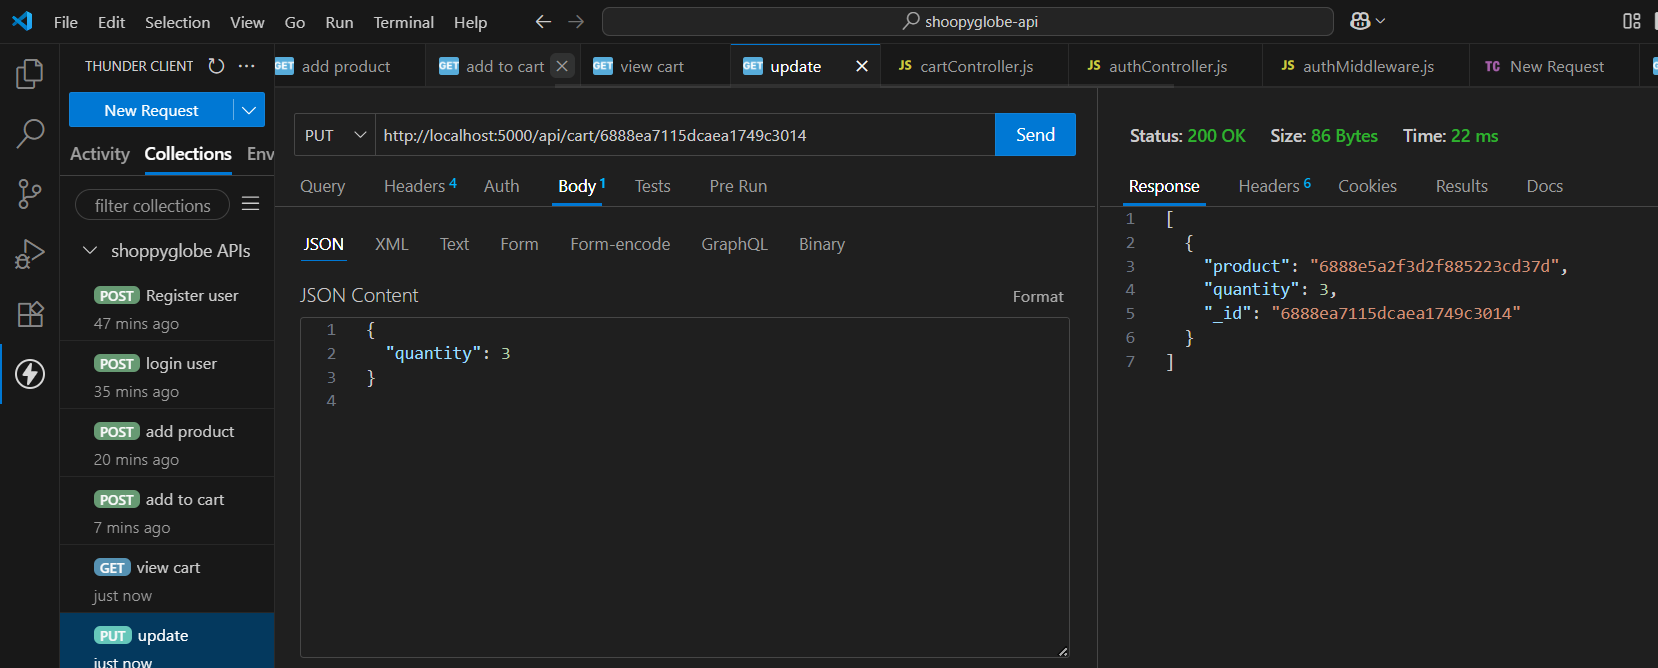 File Edit Selection View Go Run Terminal Help
shoopyglobe-api
THUNDER CLIENT
New Request
Activity Collections Env
filter collections
shoppyglobe APIs
POST Register user
47 mins ago
POST login user
35 mins ago
POST add product
20 mins ago
POST add to cart
7 mins ago
GET view cart
just now
PUT update
just now
GET add product
GET add to cart
GET view cart
GET update
JS cartController.js
JS authController.js
JS authMiddleware.js
TC New Request
PUT http://localhost:5000/api/cart/6888ea7115dcaea1749c3014 Send
Query Headers 4 Auth Body 1 Tests Pre Run
JSON XML Text Form Form-encode GraphQL Binary
JSON Content Format
1 {
2 "quantity": 3
3 }
4
Status: 200 OK Size: 86 Bytes Time: 22 ms
Response Headers 6 Cookies Results Docs
1 [
2 {
3 "product": "6888e5a2f3d2f885223cd37d",
4 "quantity": 3,
5 "_id": "6888ea7115dcaea1749c3014"
6 }
7 ]